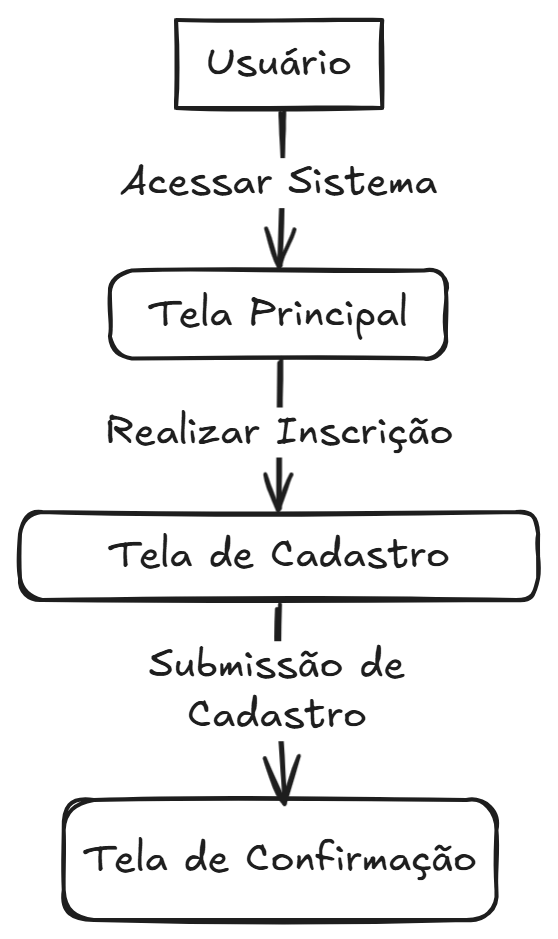 Usuário
Acessar Sistema
Tela Principal
Realizar Inscrição
Tela de Cadastro
Submissão de
Cadastro
Tela de Confirmação